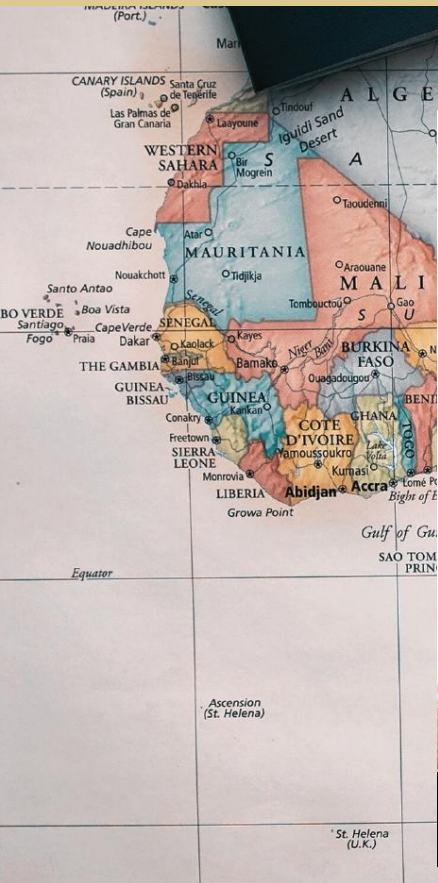 MADEIRA ISLANDS
(Port.)
CANARY ISLANDS
(Spain)
Santa Cruz
de Tenerife
Las Palmas de
Gran Canaria
Tindouf
ALGE
Laayoune
Iguidi Sand
Desert
WESTERN
SAHARA
S
A
Bir
Mogrein
Dakhla
Taoudenni
Cape
Nouadhibou
Atar
MAURITANIA
Nouakchott
Tidjikja
Araouane
MALI
Santo Antao
Tombouctou
Gao
BO VERDE
Boa Vista
Senegal
S
U
Santiago
Fogo
Praia
Cape Verde
SENEGAL
Dakar
Kaolack
Kayes
Niger
Bani
BURKINA
FASO
N
THE GAMBIA
Banjul
Bamako
Ouagadougou
GUINEA-
BISSAU
Bissau
GUINEA
Kankan
BENI
Conakry
GHANA
TOGO
Freetown
COTE
D'IVOIRE
Lake
Volta
SIERRA
LEONE
Yamoussoukro
Kumasi
Monrovia
Lomé
Po
LIBERIA
Abidjan
Accra
Bight of B
Growa Point
Gulf of Gu
SAO TOM
PRIN
Equator
Ascension
(St. Helena)
St. Helena
(U.K.)